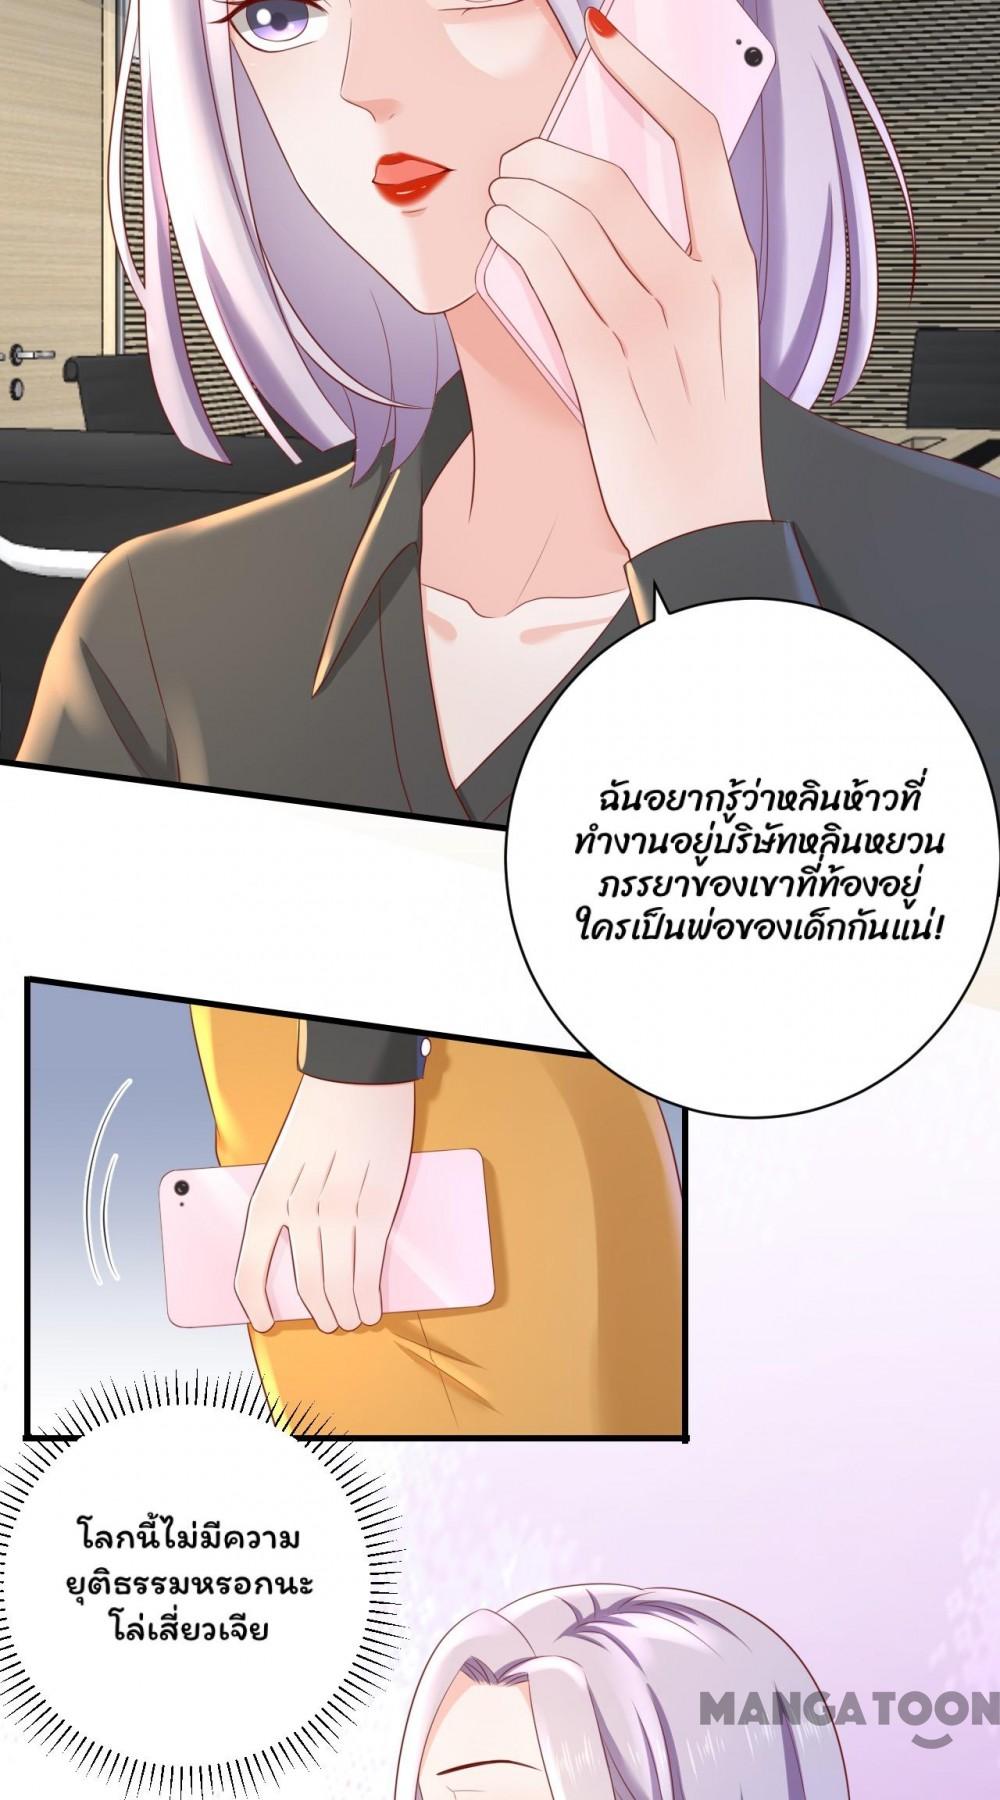 ฉันอยากรู้ว่าหลินห้าวที่
ทำงานอยู่บริษัทหลินหยวน
ภรรยาของเขาที่ท้องอยู่
ใครเป็นพ่อของเด็กกันแน่!
โลกนี้ไม่มีความ
ยุติธรรมหรอกนะ
โล่เสี่ยวเจีย
MANGATOON